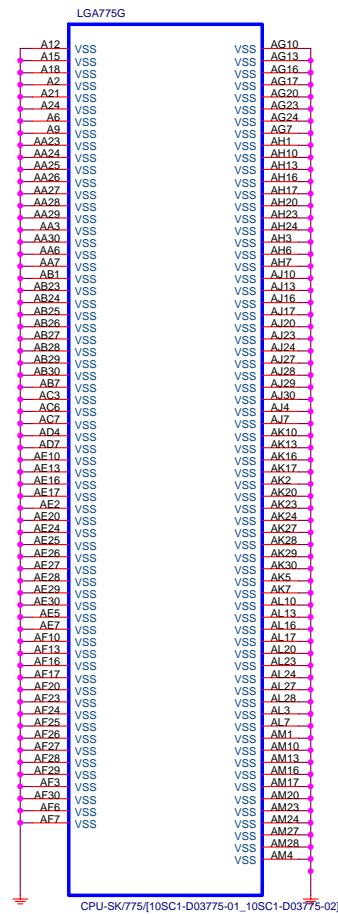 LGA775G
A12 VSS VSS AG10
A15 VSS VSS AG13
A18 VSS VSS AG16
A2 VSS VSS AG17
A21 VSS VSS AG20
A24 VSS VSS AG23
A6 VSS VSS AG24
A9 VSS VSS AG7
AA23 VSS VSS AH1
AA24 VSS VSS AH10
AA25 VSS VSS AH13
AA26 VSS VSS AH16
AA27 VSS VSS AH17
AA28 VSS VSS AH20
AA29 VSS VSS AH23
AA3 VSS VSS AH24
AA30 VSS VSS AH3
AA6 VSS VSS AH6
AA7 VSS VSS AH7
AB1 VSS VSS AJ10
AB23 VSS VSS AJ13
AB24 VSS VSS AJ16
AB25 VSS VSS AJ17
AB26 VSS VSS AJ20
AB27 VSS VSS AJ23
AB28 VSS VSS AJ24
AB29 VSS VSS AJ27
AB30 VSS VSS AJ28
AB7 VSS VSS AJ29
AC3 VSS VSS AJ30
AC6 VSS VSS AJ4
AC7 VSS VSS AJ7
AD4 VSS VSS AK10
AD7 VSS VSS AK13
AE10 VSS VSS AK16
AE13 VSS VSS AK17
AE16 VSS VSS AK2
AE17 VSS VSS AK20
AE2 VSS VSS AK23
AE20 VSS VSS AK24
AE24 VSS VSS AK27
AE25 VSS VSS AK28
AE26 VSS VSS AK29
AE27 VSS VSS AK30
AE28 VSS VSS AK5
AE29 VSS VSS AK7
AE30 VSS VSS AL10
AE5 VSS VSS AL13
AE7 VSS VSS AL16
AF10 VSS VSS AL17
AF13 VSS VSS AL20
AF16 VSS VSS AL23
AF17 VSS VSS AL24
AF20 VSS VSS AL27
AF23 VSS VSS AL28
AF24 VSS VSS AL3
AF25 VSS VSS AL7
AF26 VSS VSS AM1
AF27 VSS VSS AM10
AF28 VSS VSS AM13
AF29 VSS VSS AM16
AF3 VSS VSS AM17
AF30 VSS VSS AM20
AF6 VSS VSS AM23
AF7 VSS VSS AM24
VSS AM27
VSS AM28
VSS AM4
CPU-SK/775/[10SC1-D03775-01_10SC1-D03775-02]